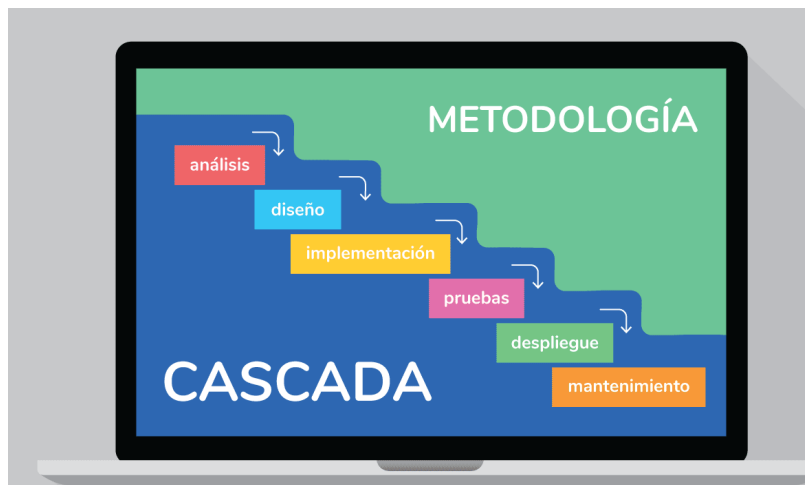 METODOLOGÍA
análisis
diseño
implementación
pruebas
despliegue
CASCADA
mantenimiento